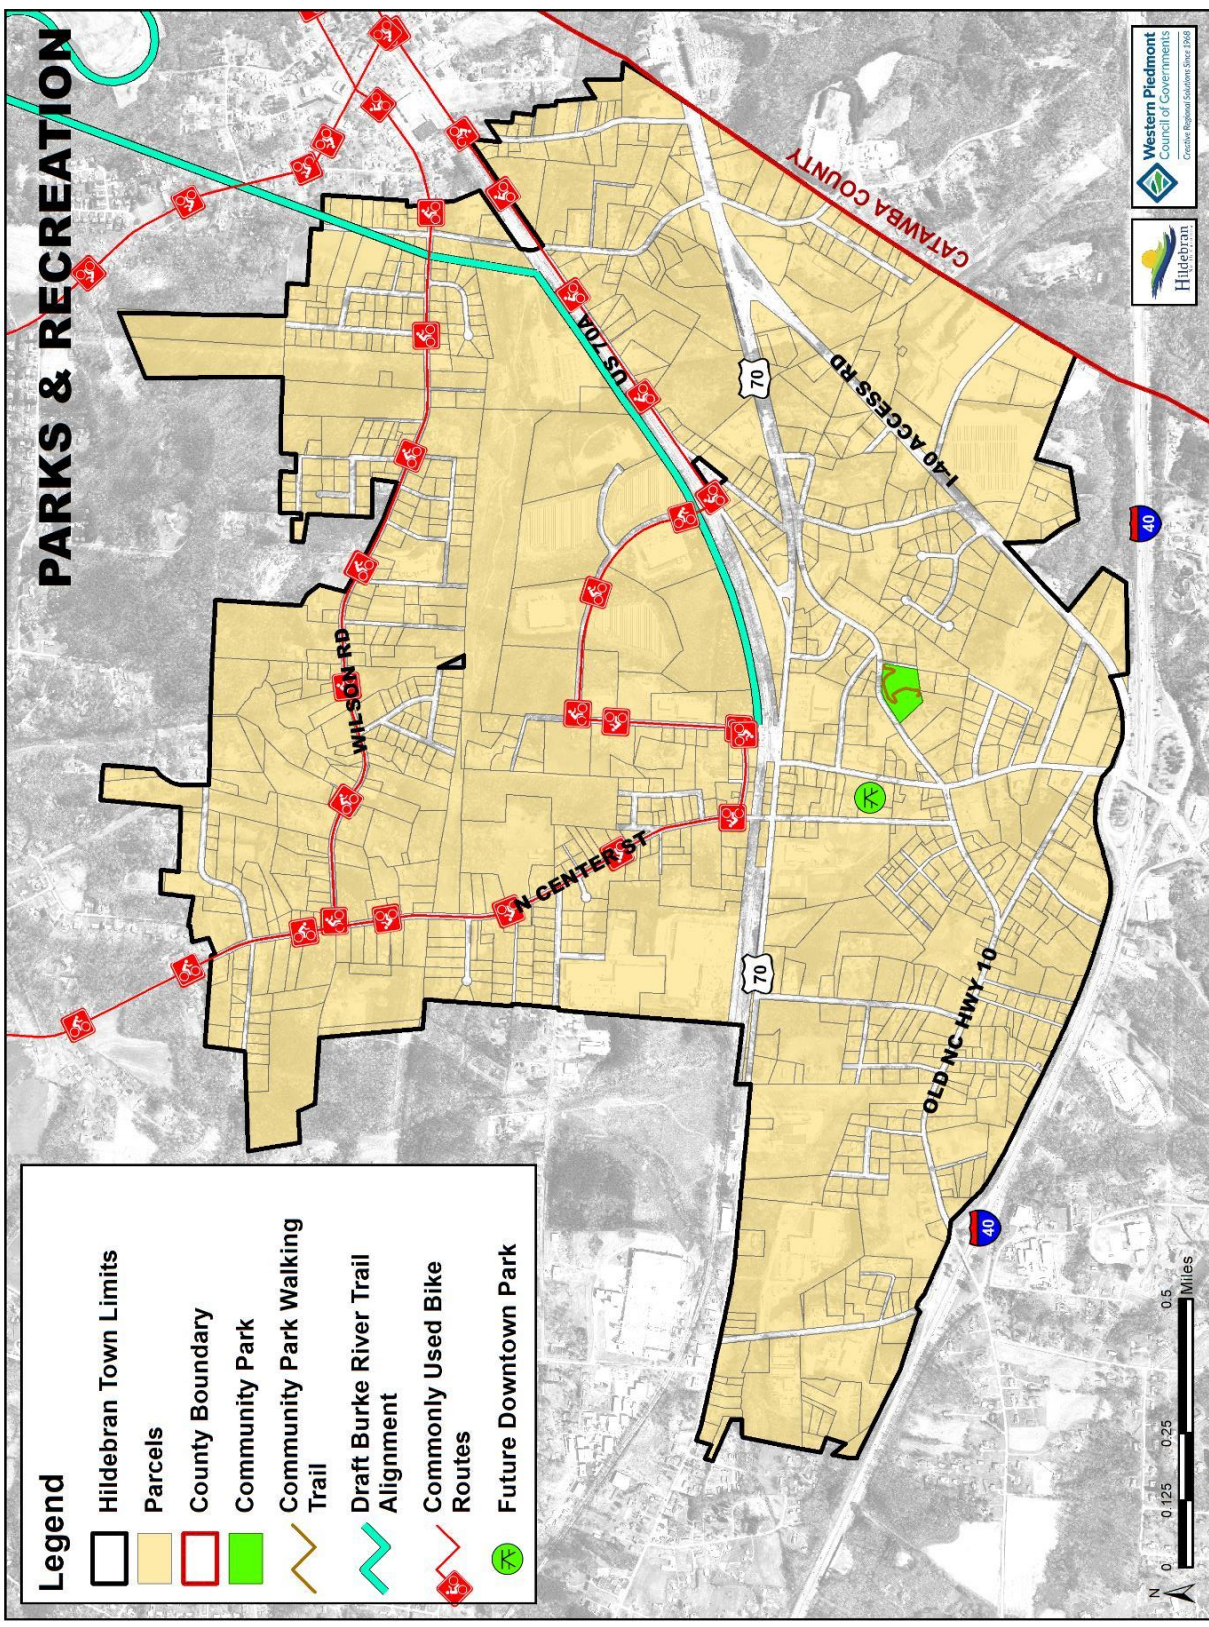 PARKS & RECREATION
WILSON RD
N CENTER ST
US 70A
70
70
I-40 ACCESS RD
OLD NC HWY 10
CATAWBA COUNTY
40
40
Legend
Hildebran Town Limits
Parcels
County Boundary
Community Park
Community Park Walking
Trail
Draft Burke River Trail
Alignment
Commonly Used Bike
Routes
Future Downtown Park
N
0 0.125 0.25 0.5
Miles
Hildebran
Western Piedmont
Council of Governments
Creative Regional Solutions Since 1968